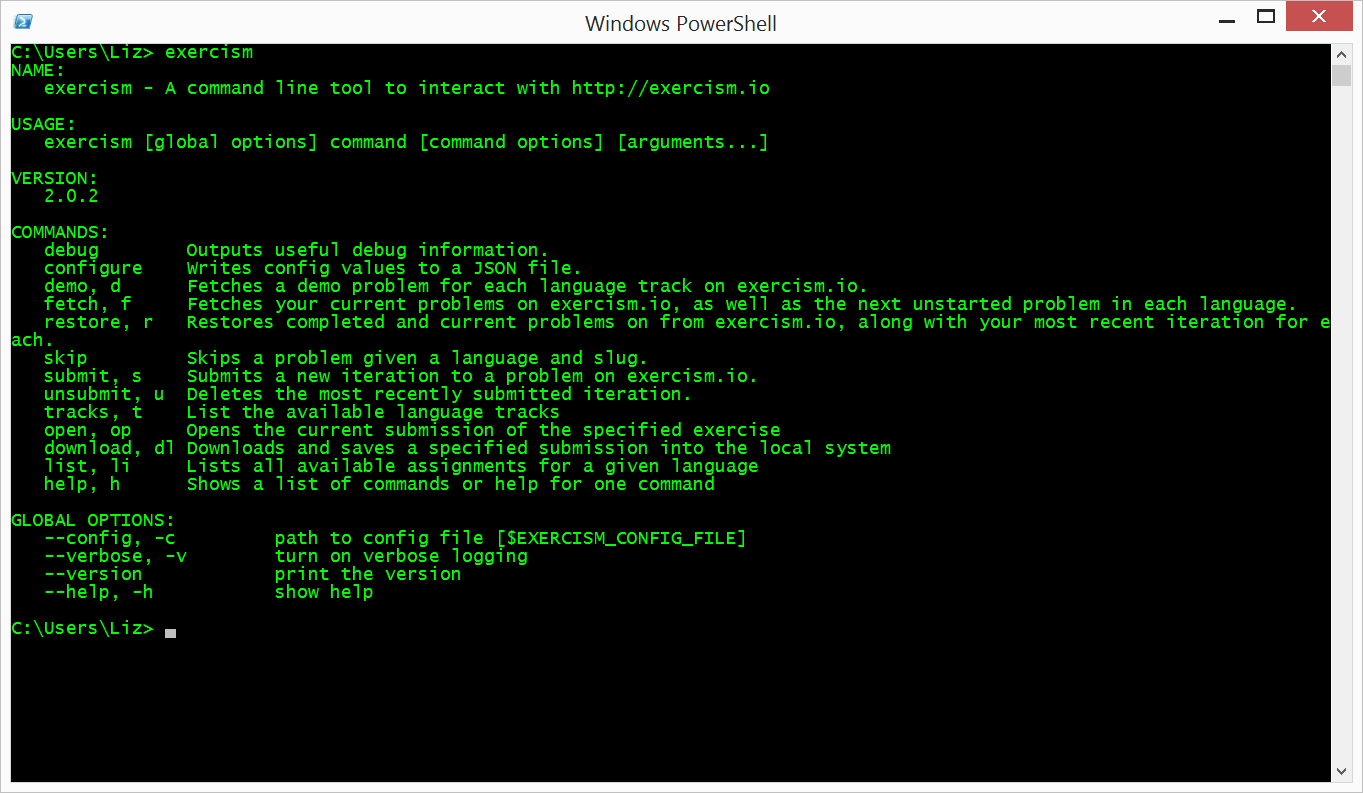 Windows PowerShell
C:\Users\Liz> exercism
NAME:
   exercism - A command line tool to interact with http://exercism.io

USAGE:
   exercism [global options] command [command options] [arguments...]

VERSION:
   2.0.2

COMMANDS:
   debug        Outputs useful debug information.
   configure    Writes config values to a JSON file.
   demo, d      Fetches a demo problem for each language track on exercism.io.
   fetch, f     Fetches your current problems on exercism.io, as well as the next unstarted problem in each language.
   restore, r   Restores completed and current problems on from exercism.io, along with your most recent iteration for e
ach.
   skip         Skips a problem given a language and slug.
   submit, s    Submits a new iteration to a problem on exercism.io.
   unsubmit, u  Deletes the most recently submitted iteration.
   tracks, t    List the available language tracks
   open, op     Opens the current submission of the specified exercise
   download, dl Downloads and saves a specified submission into the local system
   list, li     Lists all available assignments for a given language
   help, h      Shows a list of commands or help for one command

GLOBAL OPTIONS:
   --config, -c         path to config file [$EXERCISM_CONFIG_FILE]
   --verbose, -v        turn on verbose logging
   --version            print the version
   --help, -h           show help

C:\Users\Liz>